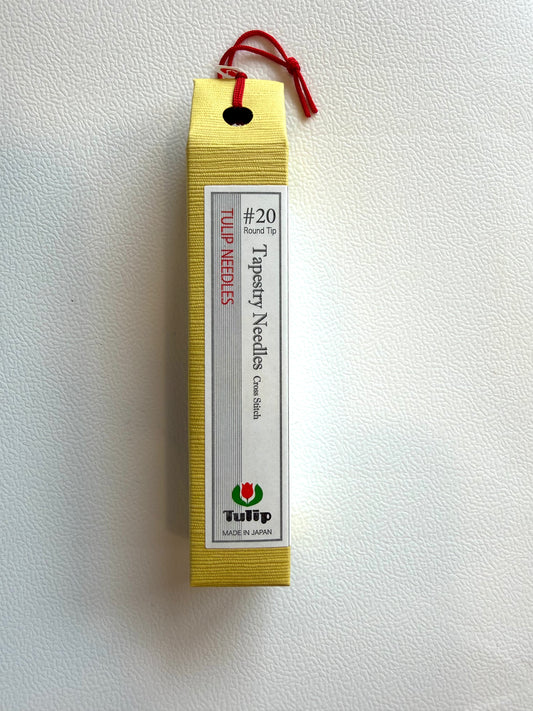 #20
Round Tip
Tapestry Needles Cross Stitch
TULIP NEEDLES
Tulip
MADE IN JAPAN